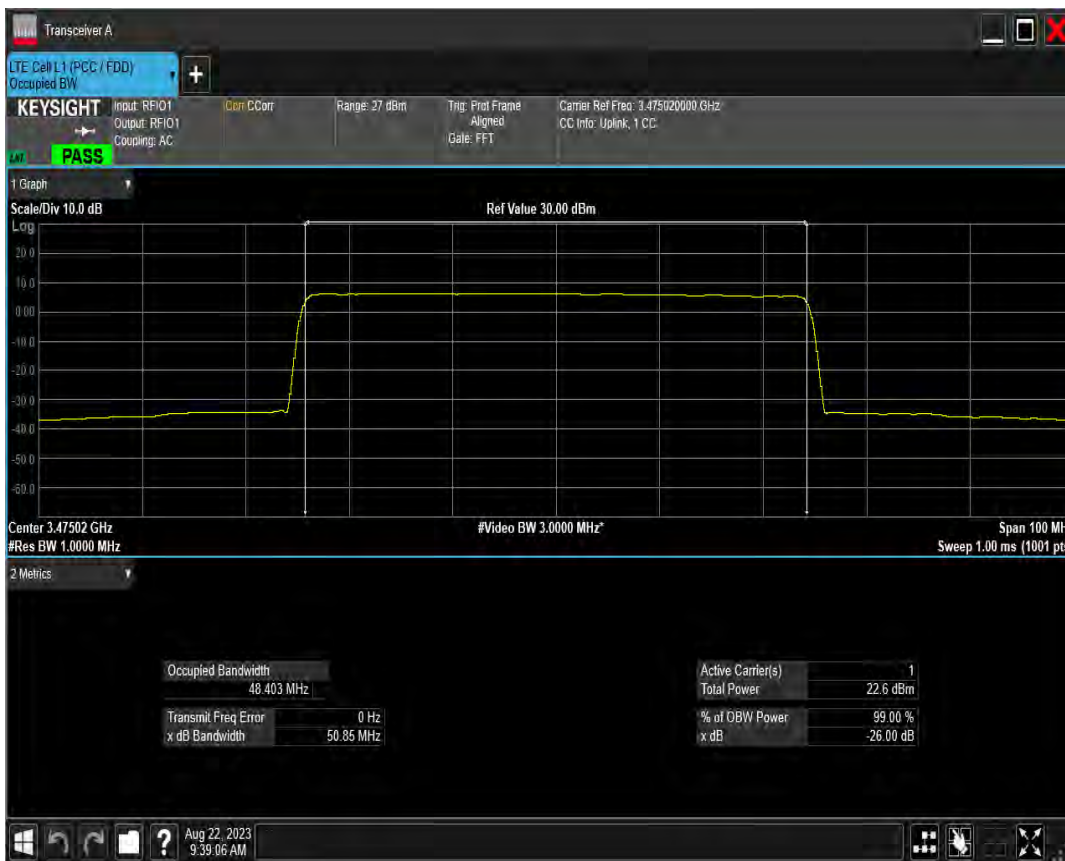 Transceiver A
LTE Cell L1 (PCC / FDD)
Occupied BW
+
KEYSIGHT
LXI
PASS
Input: RFIO1
Output: RFIO1
Coupling: AC
Corr CCorr
Range: 27 dBm
Trig: Prot Frame
Aligned
Gate: FFT
Carrier Ref Freq: 3.475020000 GHz
CC Info: Uplink, 1 CC
1 Graph
Scale/Div 10.0 dB
Ref Value 30.00 dBm
Log
20.0
10.0
0.00
-10.0
-20.0
-30.0
-40.0
-50.0
-60.0
Center 3.47502 GHz
#Video BW 3.0000 MHz*
Span 100 MH
#Res BW 1.0000 MHz
Sweep 1.00 ms (1001 pts
2 Metrics
Occupied Bandwidth
48.403 MHz
Transmit Freq Error 0 Hz
x dB Bandwidth 50.85 MHz
Active Carrier(s) 1
Total Power 22.6 dBm
% of OBW Power 99.00 %
x dB -26.00 dB
?
Aug 22, 2023
9:39:06 AM